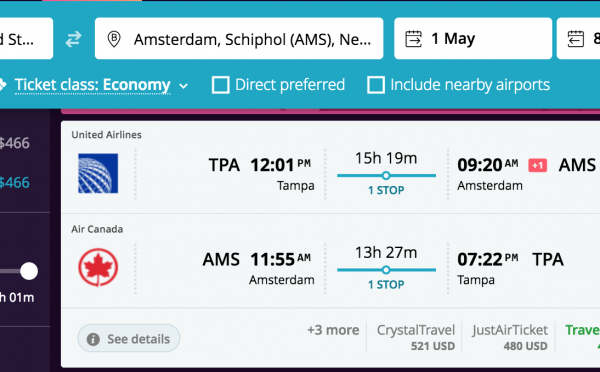 d St...
Amsterdam, Schiphol (AMS), Ne...
1 May
8
Ticket class: Economy
Direct preferred
Include nearby airports
$466
$466
h 01m
United Airlines
TPA 12:01 PM
Tampa
15h 19m
1 STOP
09:20 AM +1 AMS
Amsterdam
Air Canada
AMS 11:55 AM
Amsterdam
13h 27m
1 STOP
07:22 PM TPA
Tampa
See details
+3 more
CrystalTravel
521 USD
JustAirTicket
480 USD
Trave